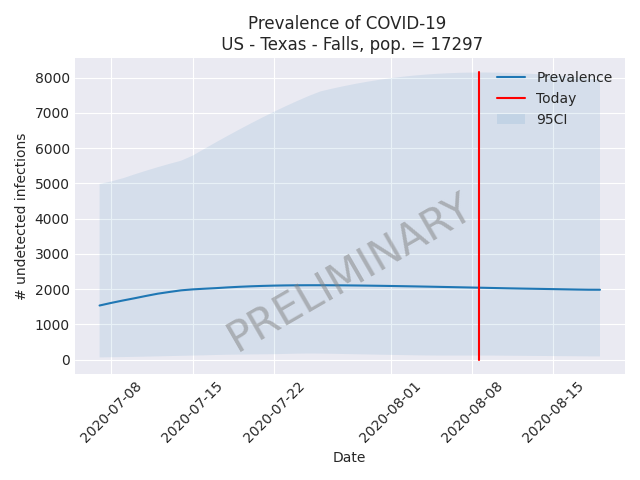 Prevalence of COVID-19
US - Texas - Falls, pop. = 17297
# undetected infections
8000
7000
6000
5000
4000
3000
2000
1000
0
Prevalence
Today
95CI
PRELIMINARY
2020-07-08
2020-07-15
2020-07-22
2020-08-01
2020-08-08
2020-08-15
Date